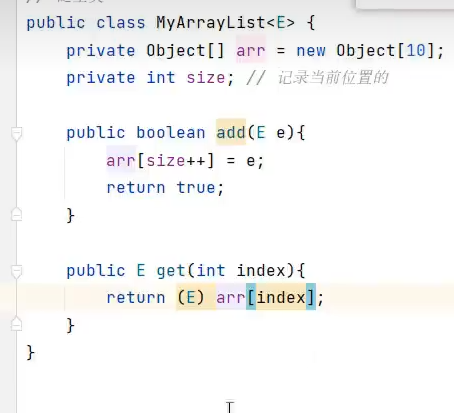 public class MyArrayList<E> {
    private Object[] arr = new Object[10];
    private int size; // 记录当前位置的

    public boolean add(E e){
        arr[size++] = e;
        return true;
    }

    public E get(int index){
        return (E) arr[index];
    }
}